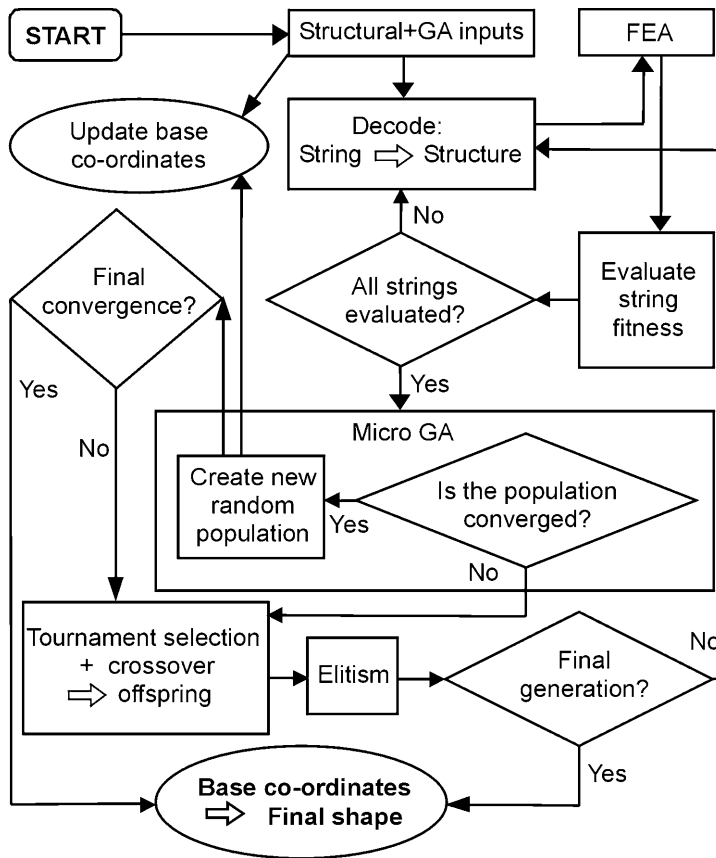 START
Structural+GA inputs
FEA
Update base
co-ordinates
Decode:
String ⇨ Structure
No
Final
convergence?
All strings
evaluated?
Evaluate
string
fitness
Yes
Yes
No
Micro GA
Create new
random
population
Is the population
converged?
Yes
No
Tournament selection
+ crossover
⇨ offspring
Elitism
Final
generation?
No
Yes
Base co-ordinates
⇨ Final shape